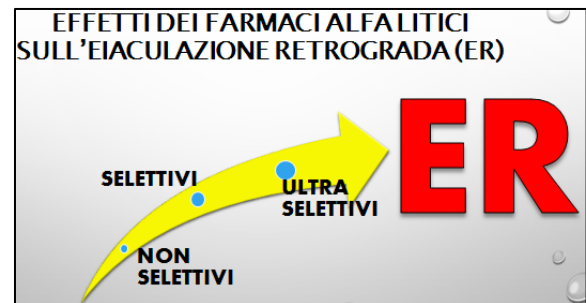 EFFETTI DEI FARMACI ALFA LITICI
SULL'EIACULAZIONE RETROGRADA (ER)
ER
SELETTIVI
ULTRA
SELETTIVI
NON
SELETTIVI